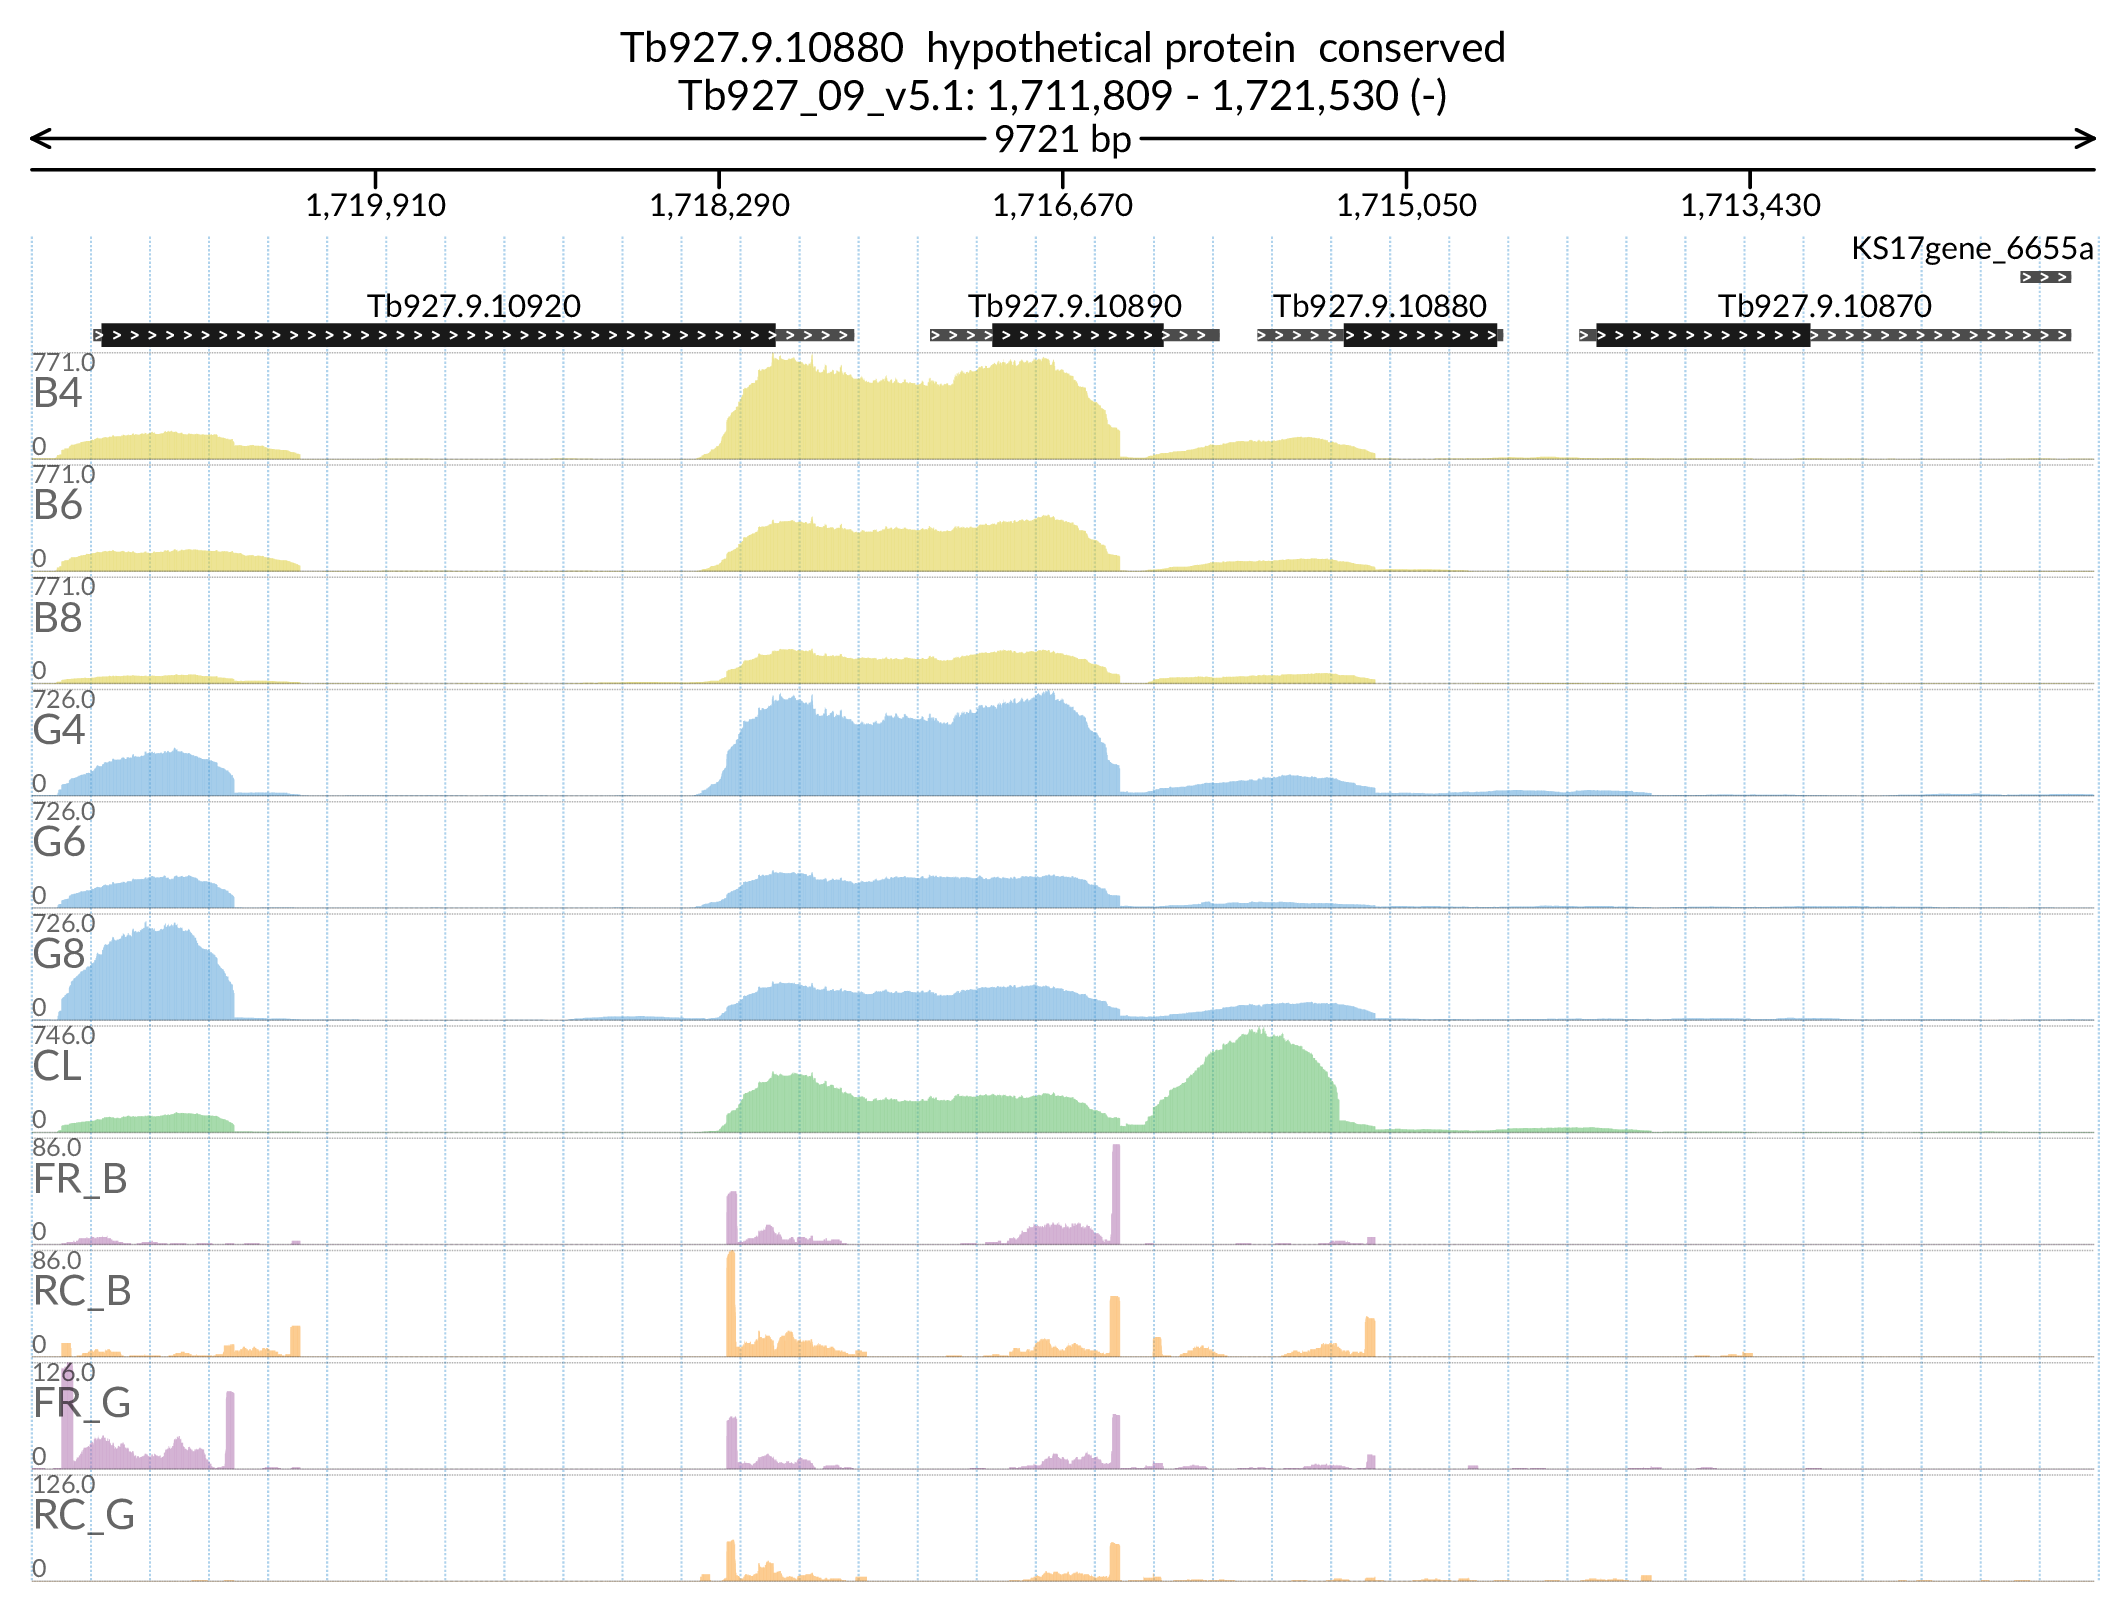 Tb927.9.10880  hypothetical protein  conserved
Tb927_09_v5.1: 1,711,809 - 1,721,530 (-)
9721 bp
1,719,910 1,718,290 1,716,670 1,715,050 1,713,430
KS17gene_6655a
Tb927.9.10920 Tb927.9.10890 Tb927.9.10880 Tb927.9.10870
771.0
B4
0
771.0
B6
0
771.0
B8
0
726.0
G4
0
726.0
G6
0
726.0
G8
0
746.0
CL
0
86.0
FR_B
0
86.0
RC_B
0
126.0
FR_G
0
126.0
RC_G
0